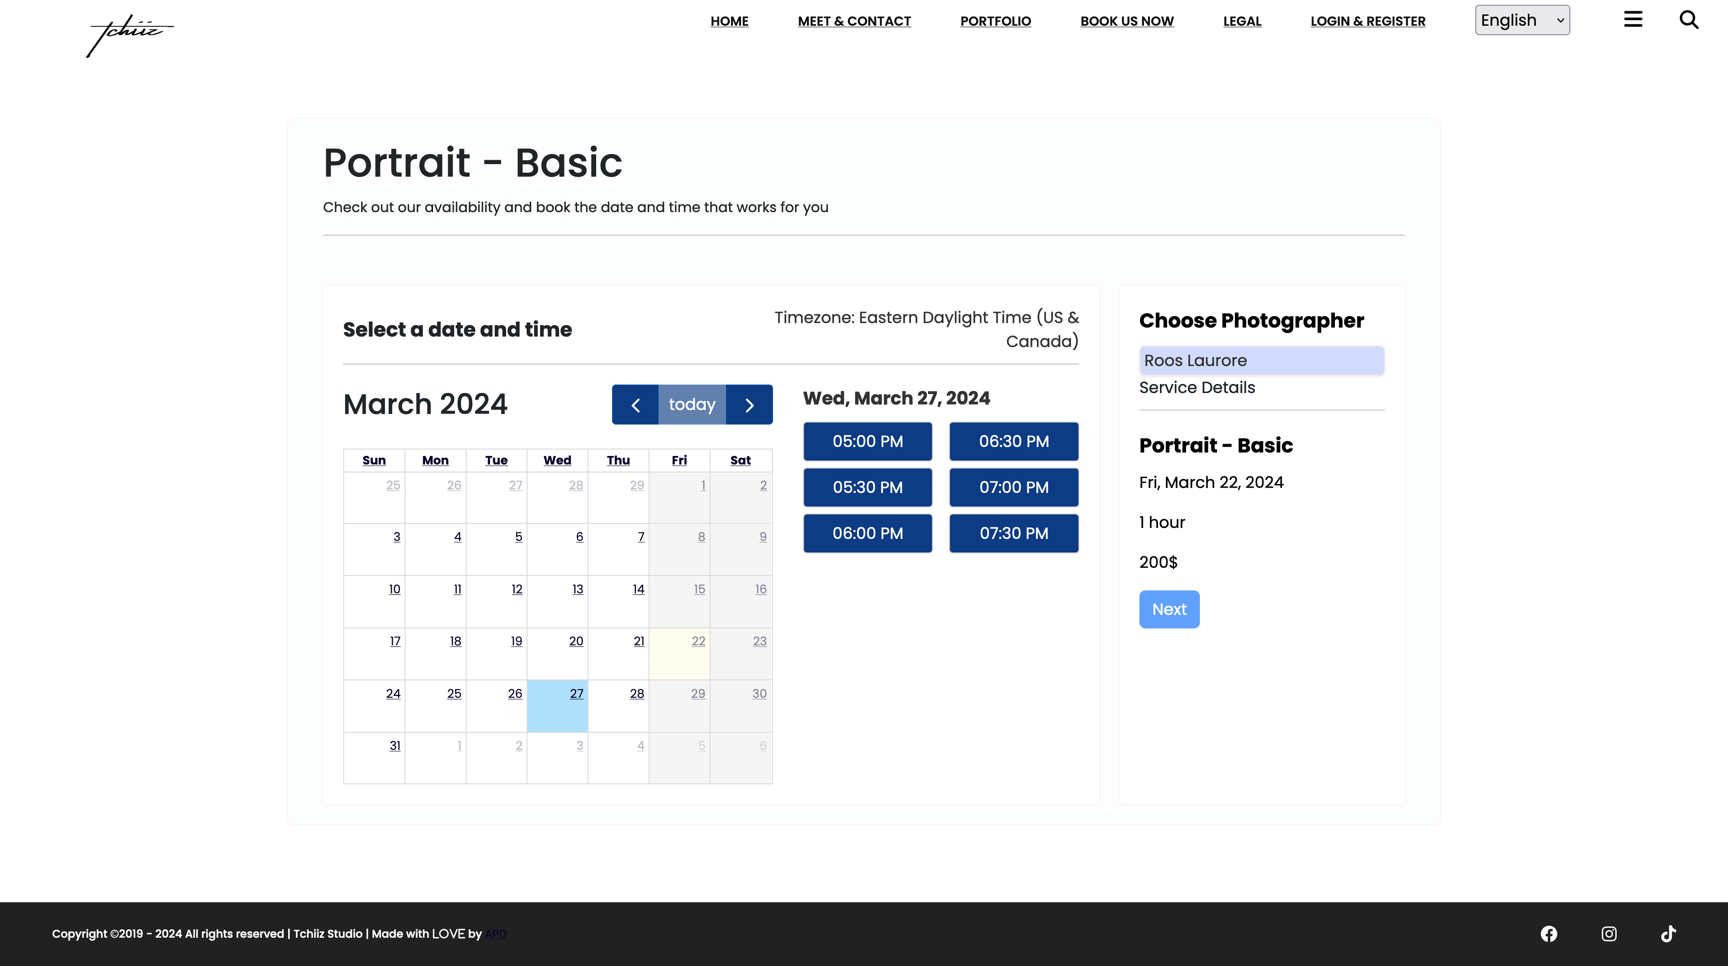 Tchiiz
HOME MEET & CONTACT PORTFOLIO BOOK US NOW LEGAL LOGIN & REGISTER English
Portrait - Basic
Check out our availability and book the date and time that works for you
Select a date and time
Timezone: Eastern Daylight Time (US &
Canada)
March 2024
today
Sun Mon Tue Wed Thu Fri Sat
25 26 27 28 29 1 2
3 4 5 6 7 8 9
10 11 12 13 14 15 16
17 18 19 20 21 22 23
24 25 26 27 28 29 30
31 1 2 3 4 5 6
Wed, March 27, 2024
05:00 PM 06:30 PM
05:30 PM 07:00 PM
06:00 PM 07:30 PM
Choose Photographer
Roos Laurore
Service Details
Portrait - Basic
Fri, March 22, 2024
1 hour
200$
Next
Copyright ©2019 - 2024 All rights reserved | Tchiiz Studio | Made with LOVE by APD